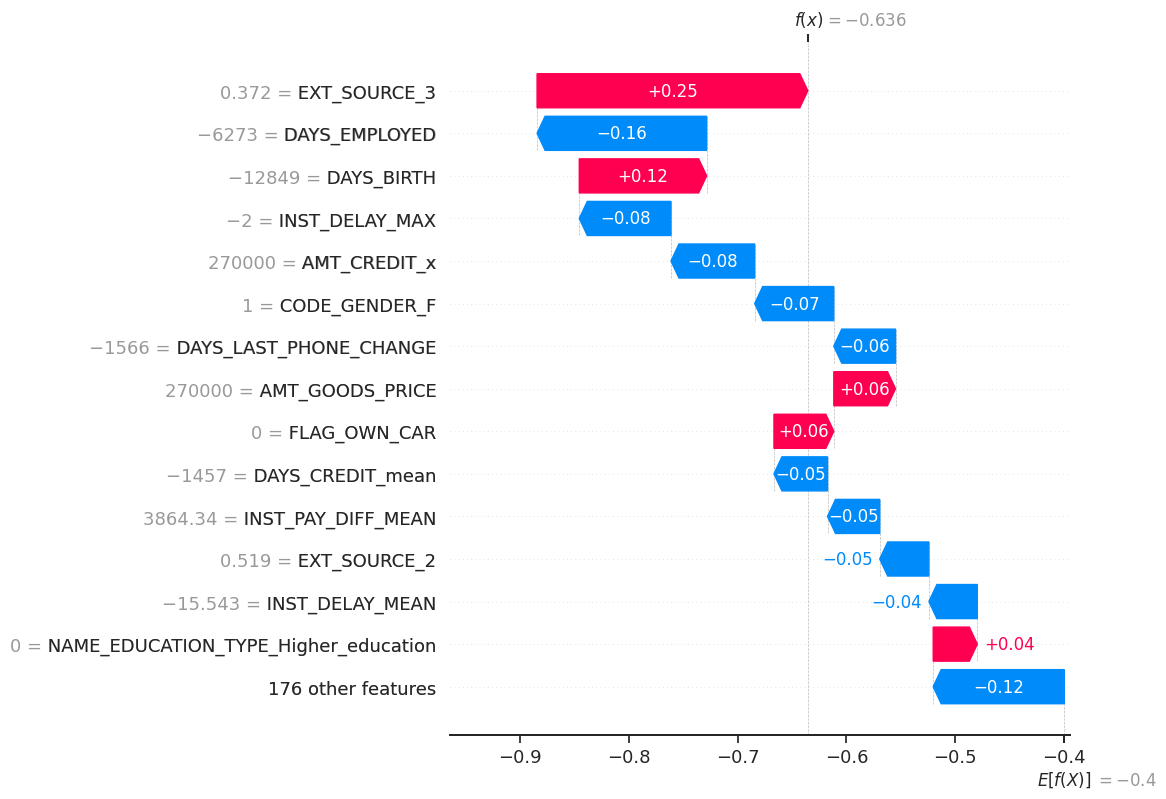 f(x) = −0.636
0.372 = EXT_SOURCE_3 +0.25
−6273 = DAYS_EMPLOYED −0.16
−12849 = DAYS_BIRTH +0.12
−2 = INST_DELAY_MAX −0.08
270000 = AMT_CREDIT_x −0.08
1 = CODE_GENDER_F −0.07
−1566 = DAYS_LAST_PHONE_CHANGE −0.06
270000 = AMT_GOODS_PRICE +0.06
0 = FLAG_OWN_CAR +0.06
−1457 = DAYS_CREDIT_mean −0.05
3864.34 = INST_PAY_DIFF_MEAN −0.05
0.519 = EXT_SOURCE_2 −0.05
−15.543 = INST_DELAY_MEAN −0.04
0 = NAME_EDUCATION_TYPE_Higher_education +0.04
176 other features −0.12
−0.9 −0.8 −0.7 −0.6 −0.5 −0.4
E[f(X)] = −0.4